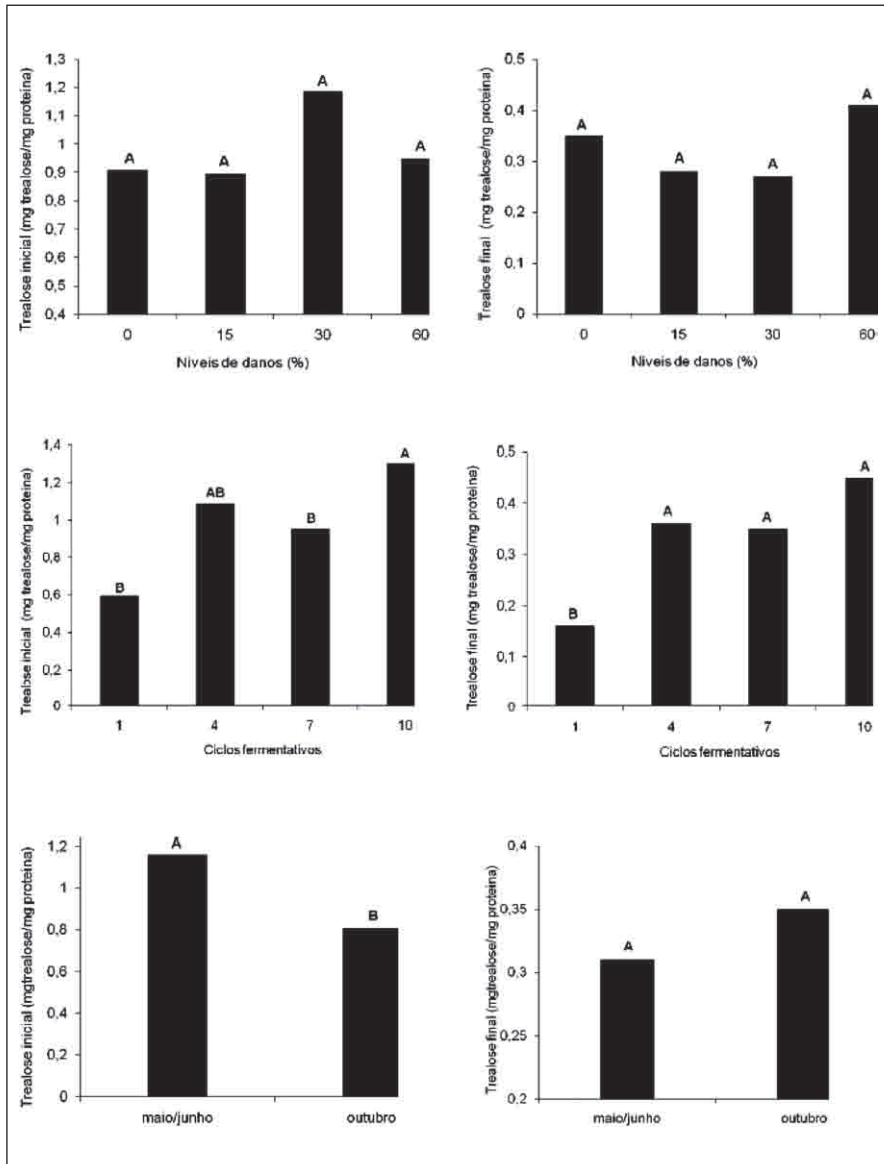 Trealose inicial (mg trealose/mg proteina)
1,3
1,2
1,1
1
0,9
0,8
0,7
0,6
0,5
0,4
A
A
A
A
0
15
30
60
Níveis de danos (%)
Trealose final (mg trealose/mg proteina)
0,5
0,4
0,3
0,2
0,1
0
A
A
A
A
0
15
30
60
Níveis de danos (%)
Trealose inicial (mg trealose/mg proteina)
1,4
1,2
1
0,8
0,6
0,4
0,2
0
B
AB
B
A
1
4
7
10
Ciclos fermentativos
Trealose final (mg trealose/mg proteina)
0,5
0,4
0,3
0,2
0,1
0
B
A
A
A
1
4
7
10
Ciclos fermentativos
Trealose inicial (mgtrealose/mg proteina)
1,2
1
0,8
0,6
0,4
0,2
0
A
B
maio/junho
outubro
Trealose final (mgtrealose/mg proteina)
0,4
0,35
0,3
0,25
0,2
A
A
maio/junho
outubro